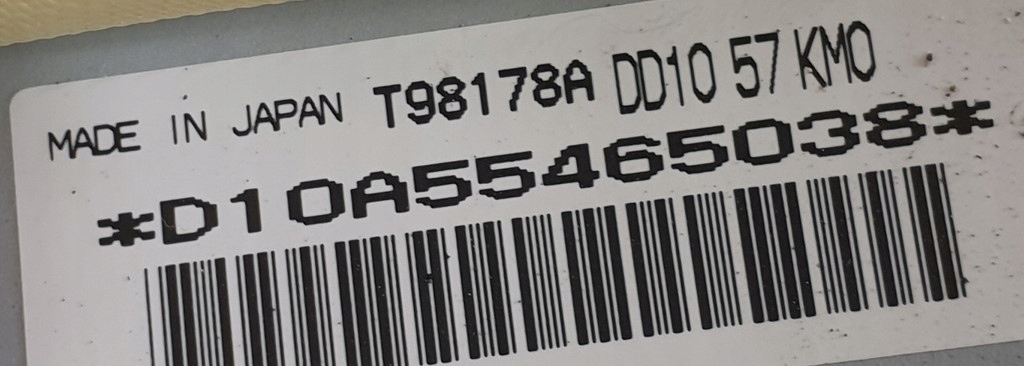 MADE IN JAPAN T98178A DD10 57 KMO
*D10A55465038*